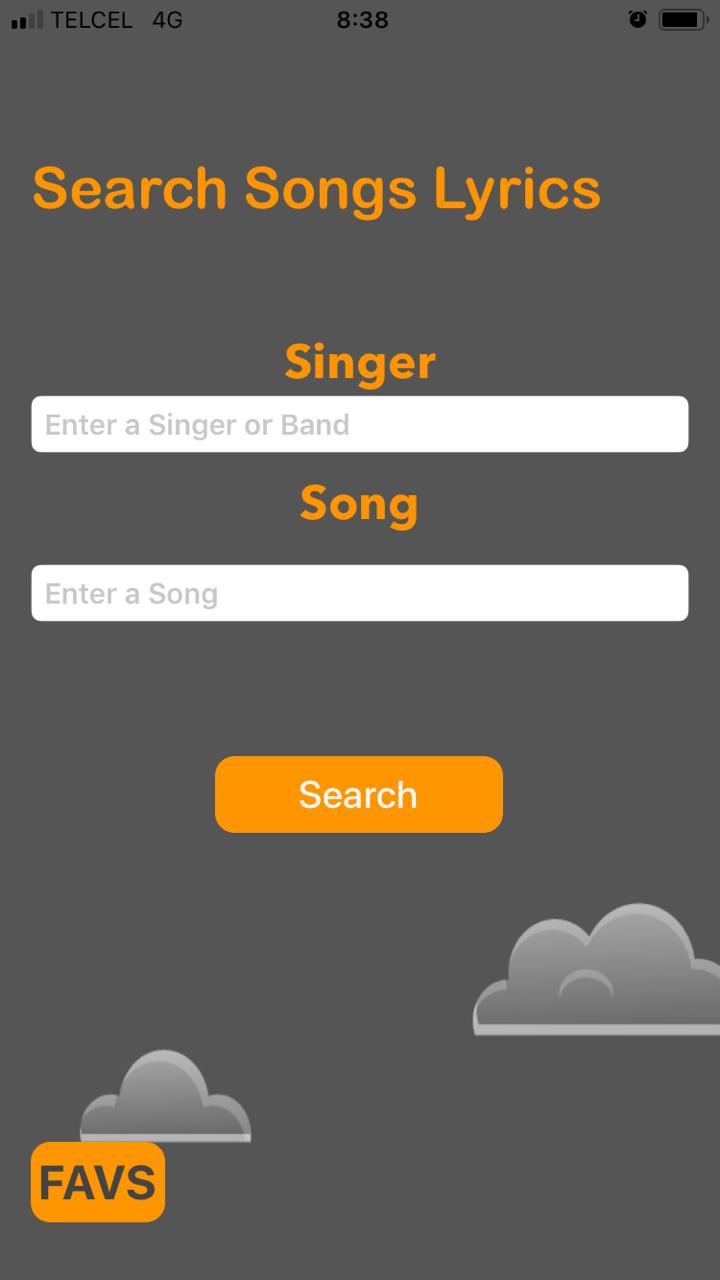 TELCEL 4G 8:38
Search Songs Lyrics
Singer
Enter a Singer or Band
Song
Enter a Song
Search
FAVS